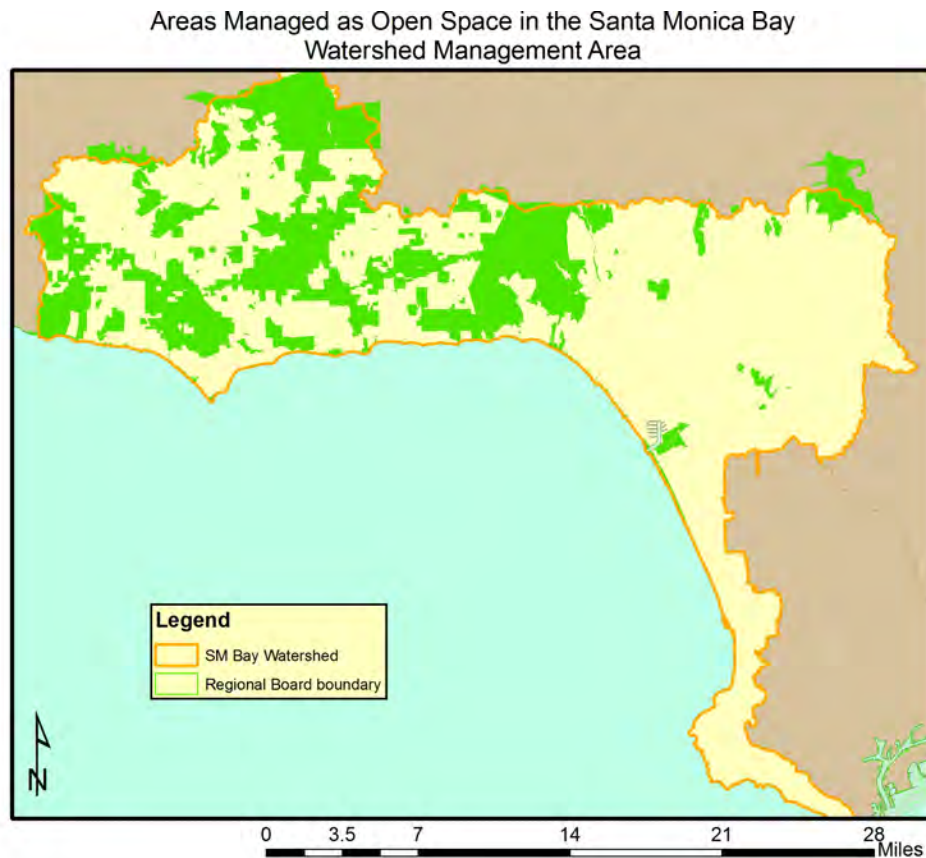 Areas Managed as Open Space in the Santa Monica Bay
Watershed Management Area
Legend
SM Bay Watershed
Regional Board boundary
N
0 3.5 7 14 21 28
Miles